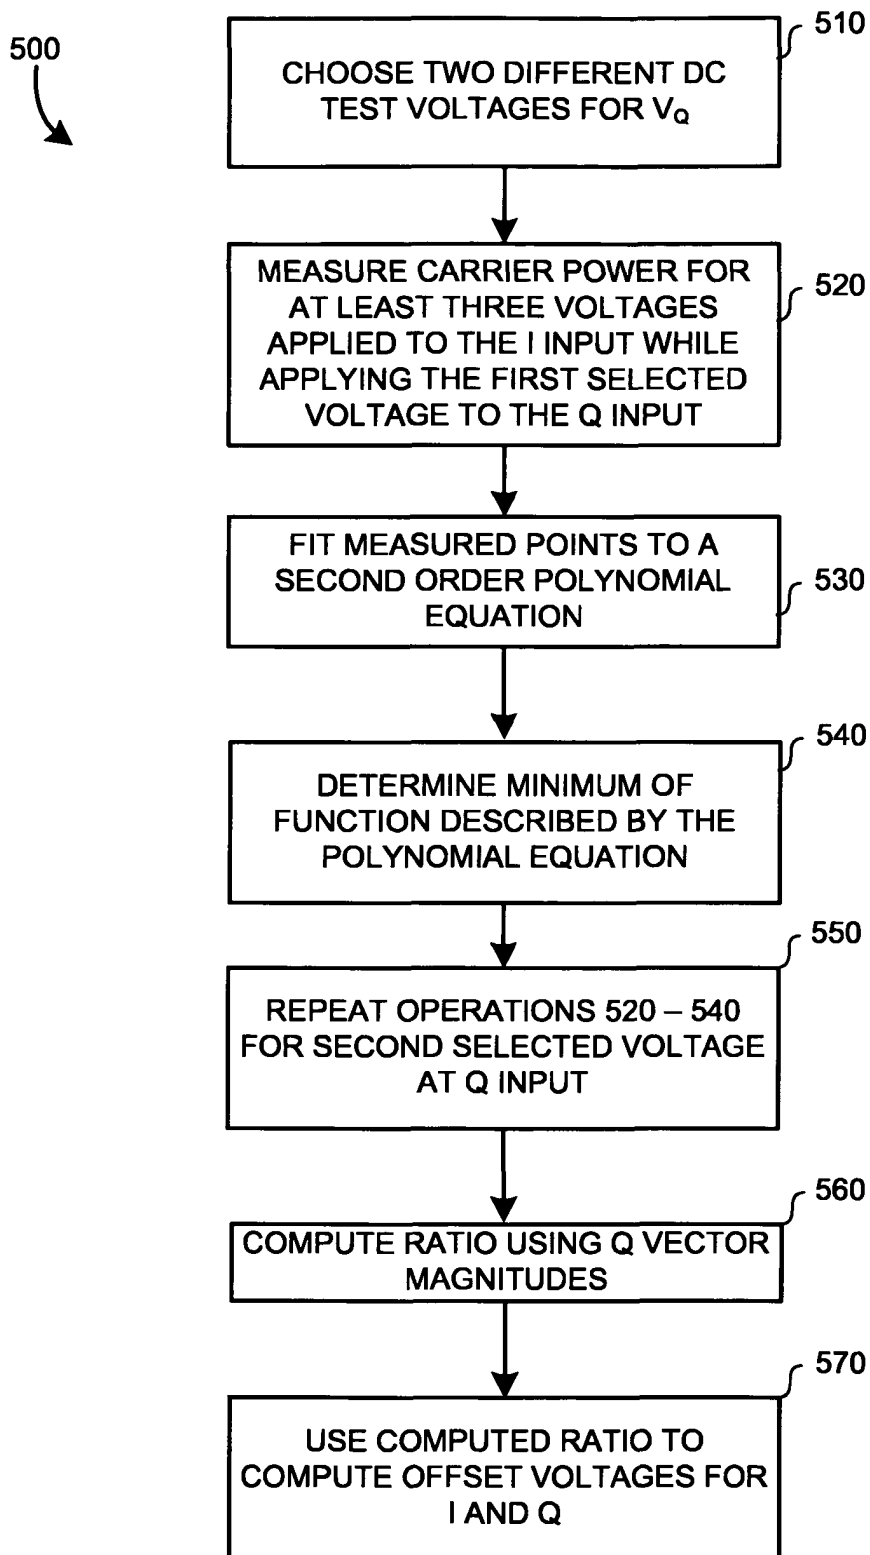 500
510
CHOOSE TWO DIFFERENT DC
TEST VOLTAGES FOR VQ
520
MEASURE CARRIER POWER FOR
AT LEAST THREE VOLTAGES
APPLIED TO THE I INPUT WHILE
APPLYING THE FIRST SELECTED
VOLTAGE TO THE Q INPUT
530
FIT MEASURED POINTS TO A
SECOND ORDER POLYNOMIAL
EQUATION
540
DETERMINE MINIMUM OF
FUNCTION DESCRIBED BY THE
POLYNOMIAL EQUATION
550
REPEAT OPERATIONS 520 – 540
FOR SECOND SELECTED VOLTAGE
AT Q INPUT
560
COMPUTE RATIO USING Q VECTOR
MAGNITUDES
570
USE COMPUTED RATIO TO
COMPUTE OFFSET VOLTAGES FOR
I AND Q